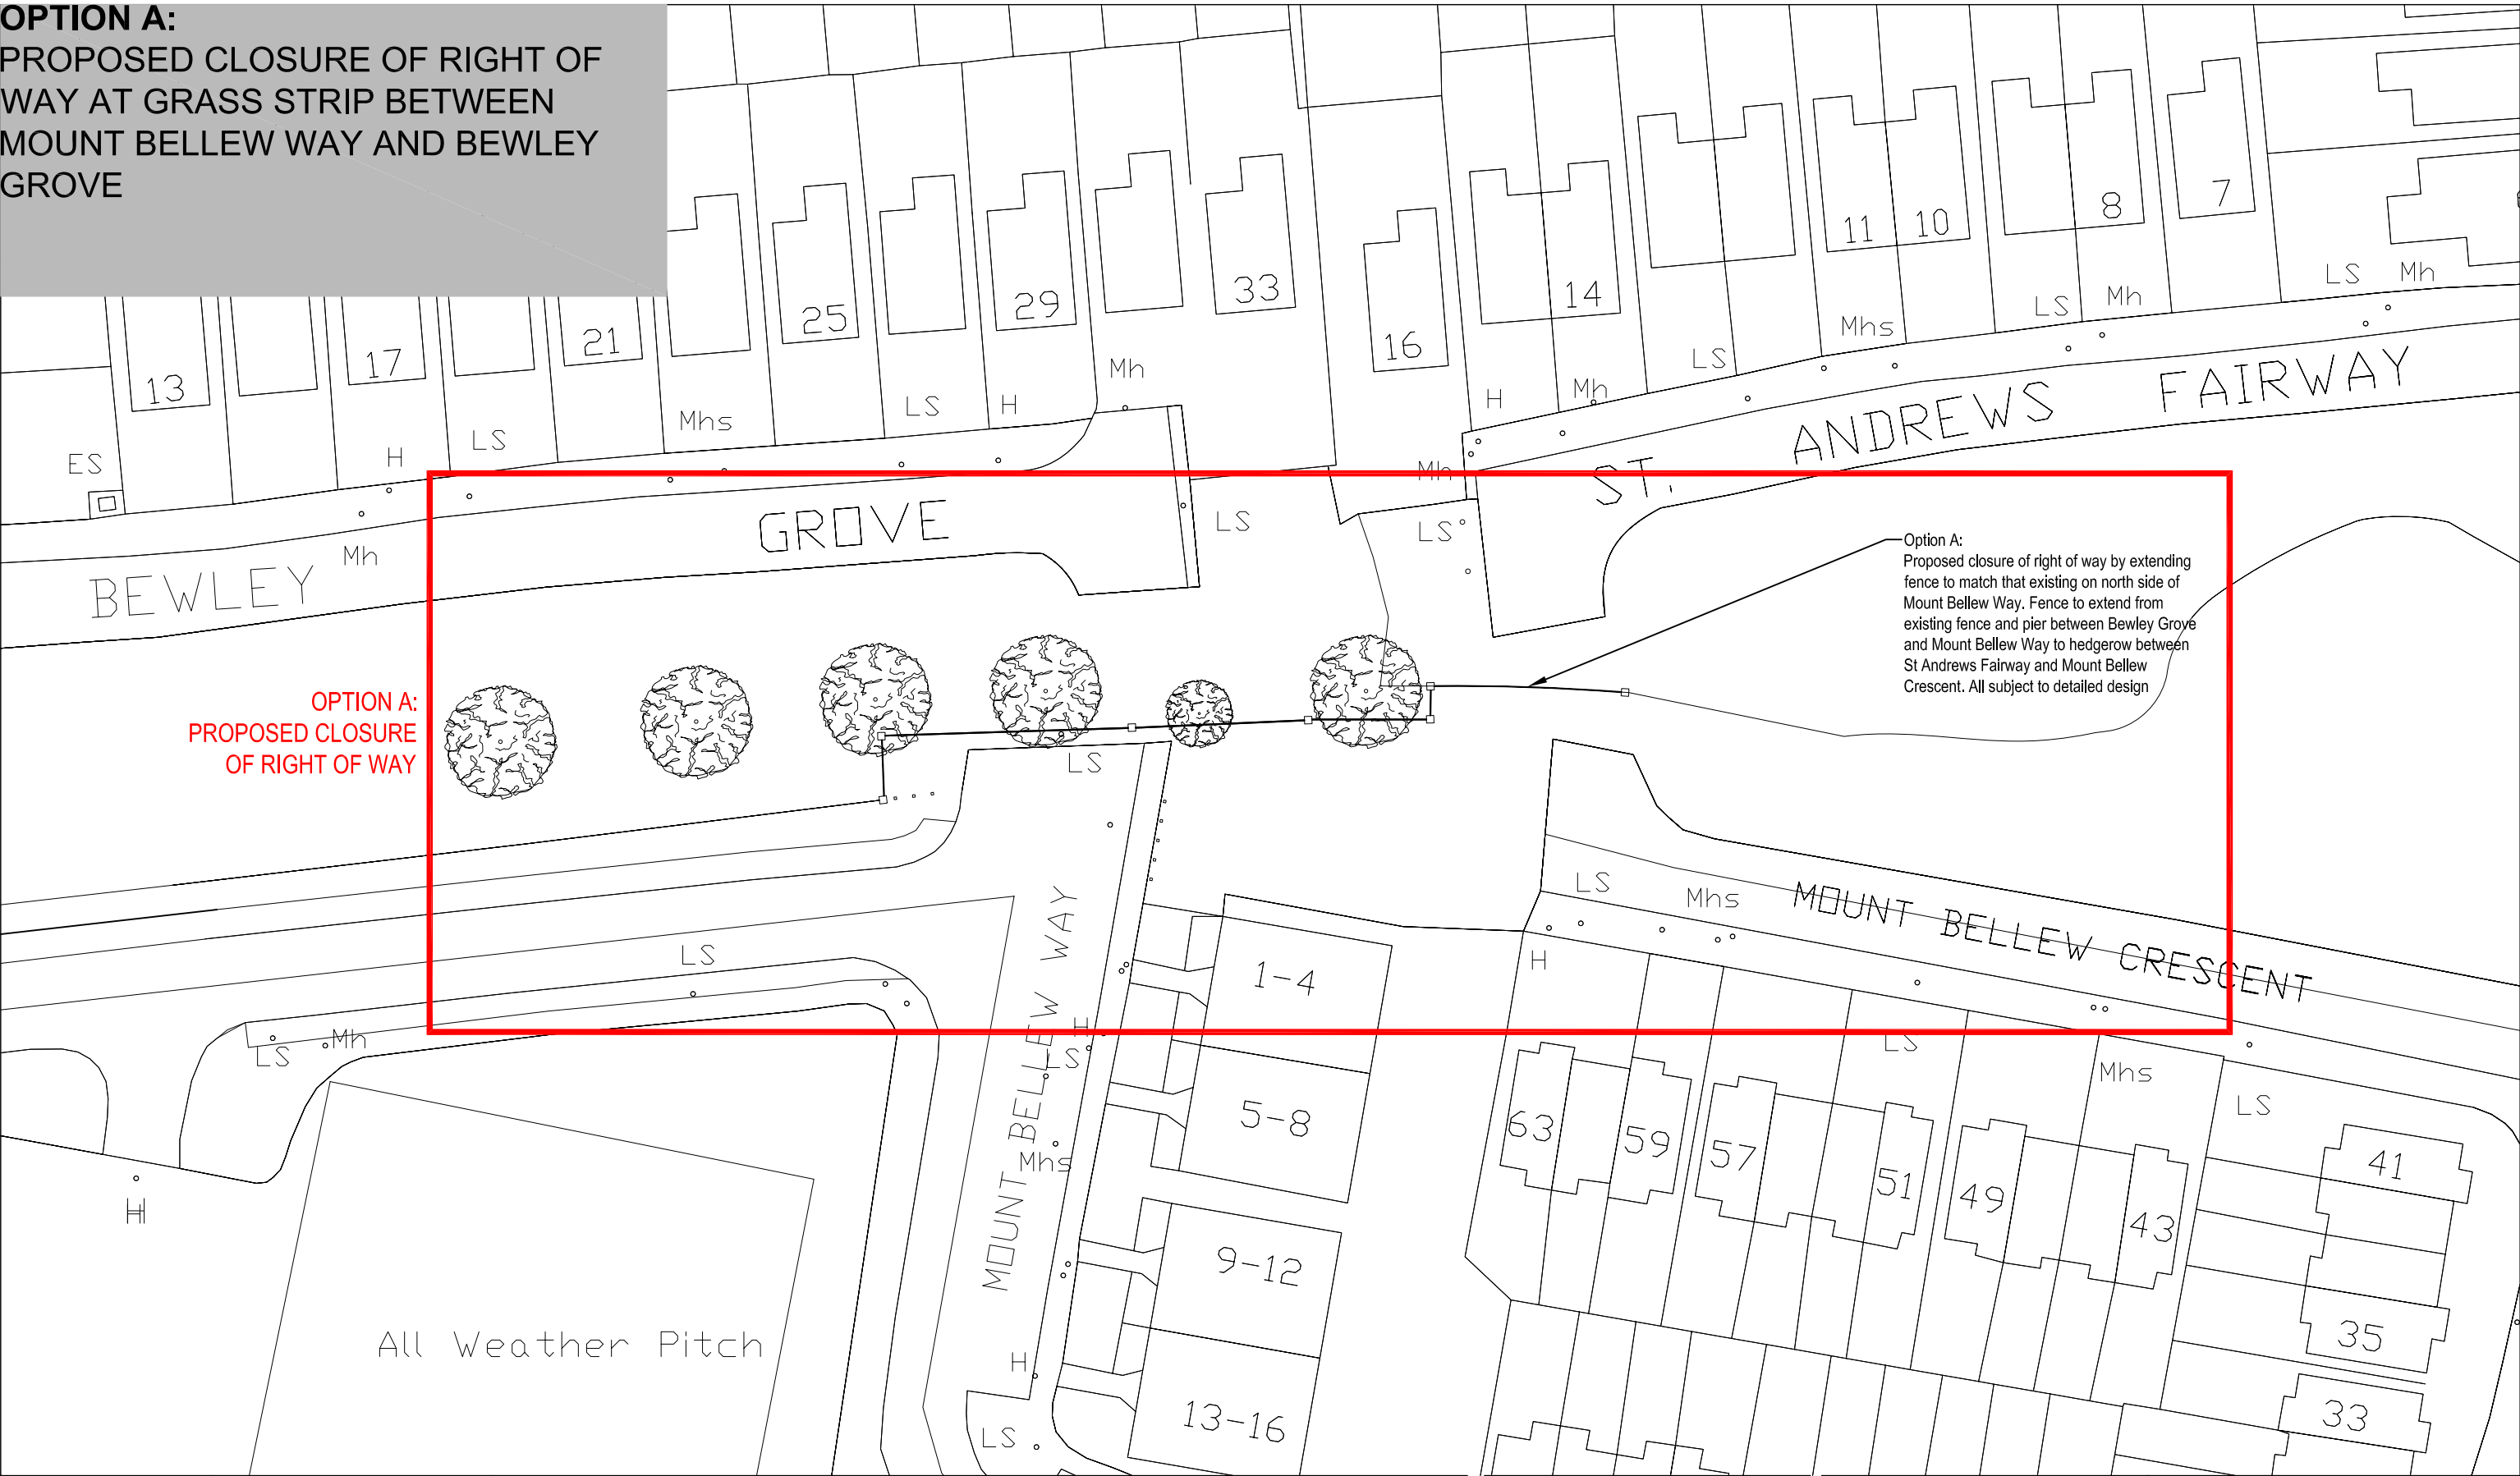 OPTION A:
PROPOSED CLOSURE OF RIGHT OF
WAY AT GRASS STRIP BETWEEN
MOUNT BELLEW WAY AND BEWLEY
GROVE
13
17
21
25
29
33
16
14
11
10
8
7
LS
Mh
LS
Mh
Mhs
LS
Mh
H
Mh
H
LS
Mhs
LS
H
ES
ST. ANDREWS FAIRWAY
Mh
LS
LS
BEWLEY GROVE
Mh
Option A:
Proposed closure of right of way by extending
fence to match that existing on north side of
Mount Bellew Way. Fence to extend from
existing fence and pier between Bewley Grove
and Mount Bellew Way to hedgerow between
St Andrews Fairway and Mount Bellew
Crescent. All subject to detailed design
OPTION A:
PROPOSED CLOSURE
OF RIGHT OF WAY
LS
LS
Mhs
MOUNT BELLEW CRESCENT
LS
H
1-4
MOUNT BELLEW WAY
H
LS
LS
Mh
LS
Mhs
LS
5-8
63
59
57
51
49
43
41
Mhs
H
9-12
35
All Weather Pitch
H
33
13-16
LS